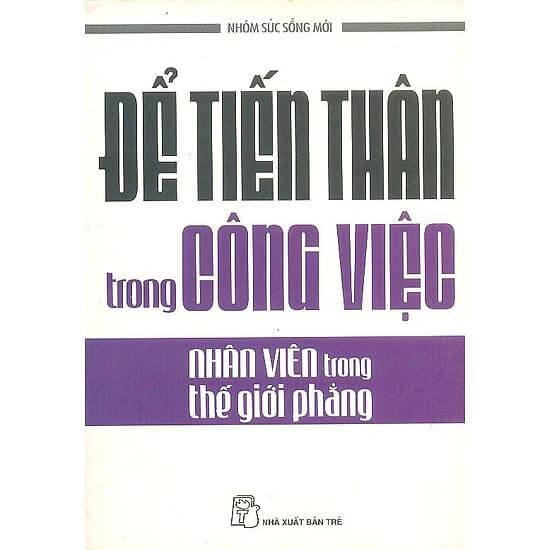 NHÓM SỨC SỐNG MỚI
ĐỂ TIẾN THÂN
trong CÔNG VIỆC
NHÂN VIÊN trong
thế giới phẳng
T
NHÀ XUẤT BẢN TRẺ